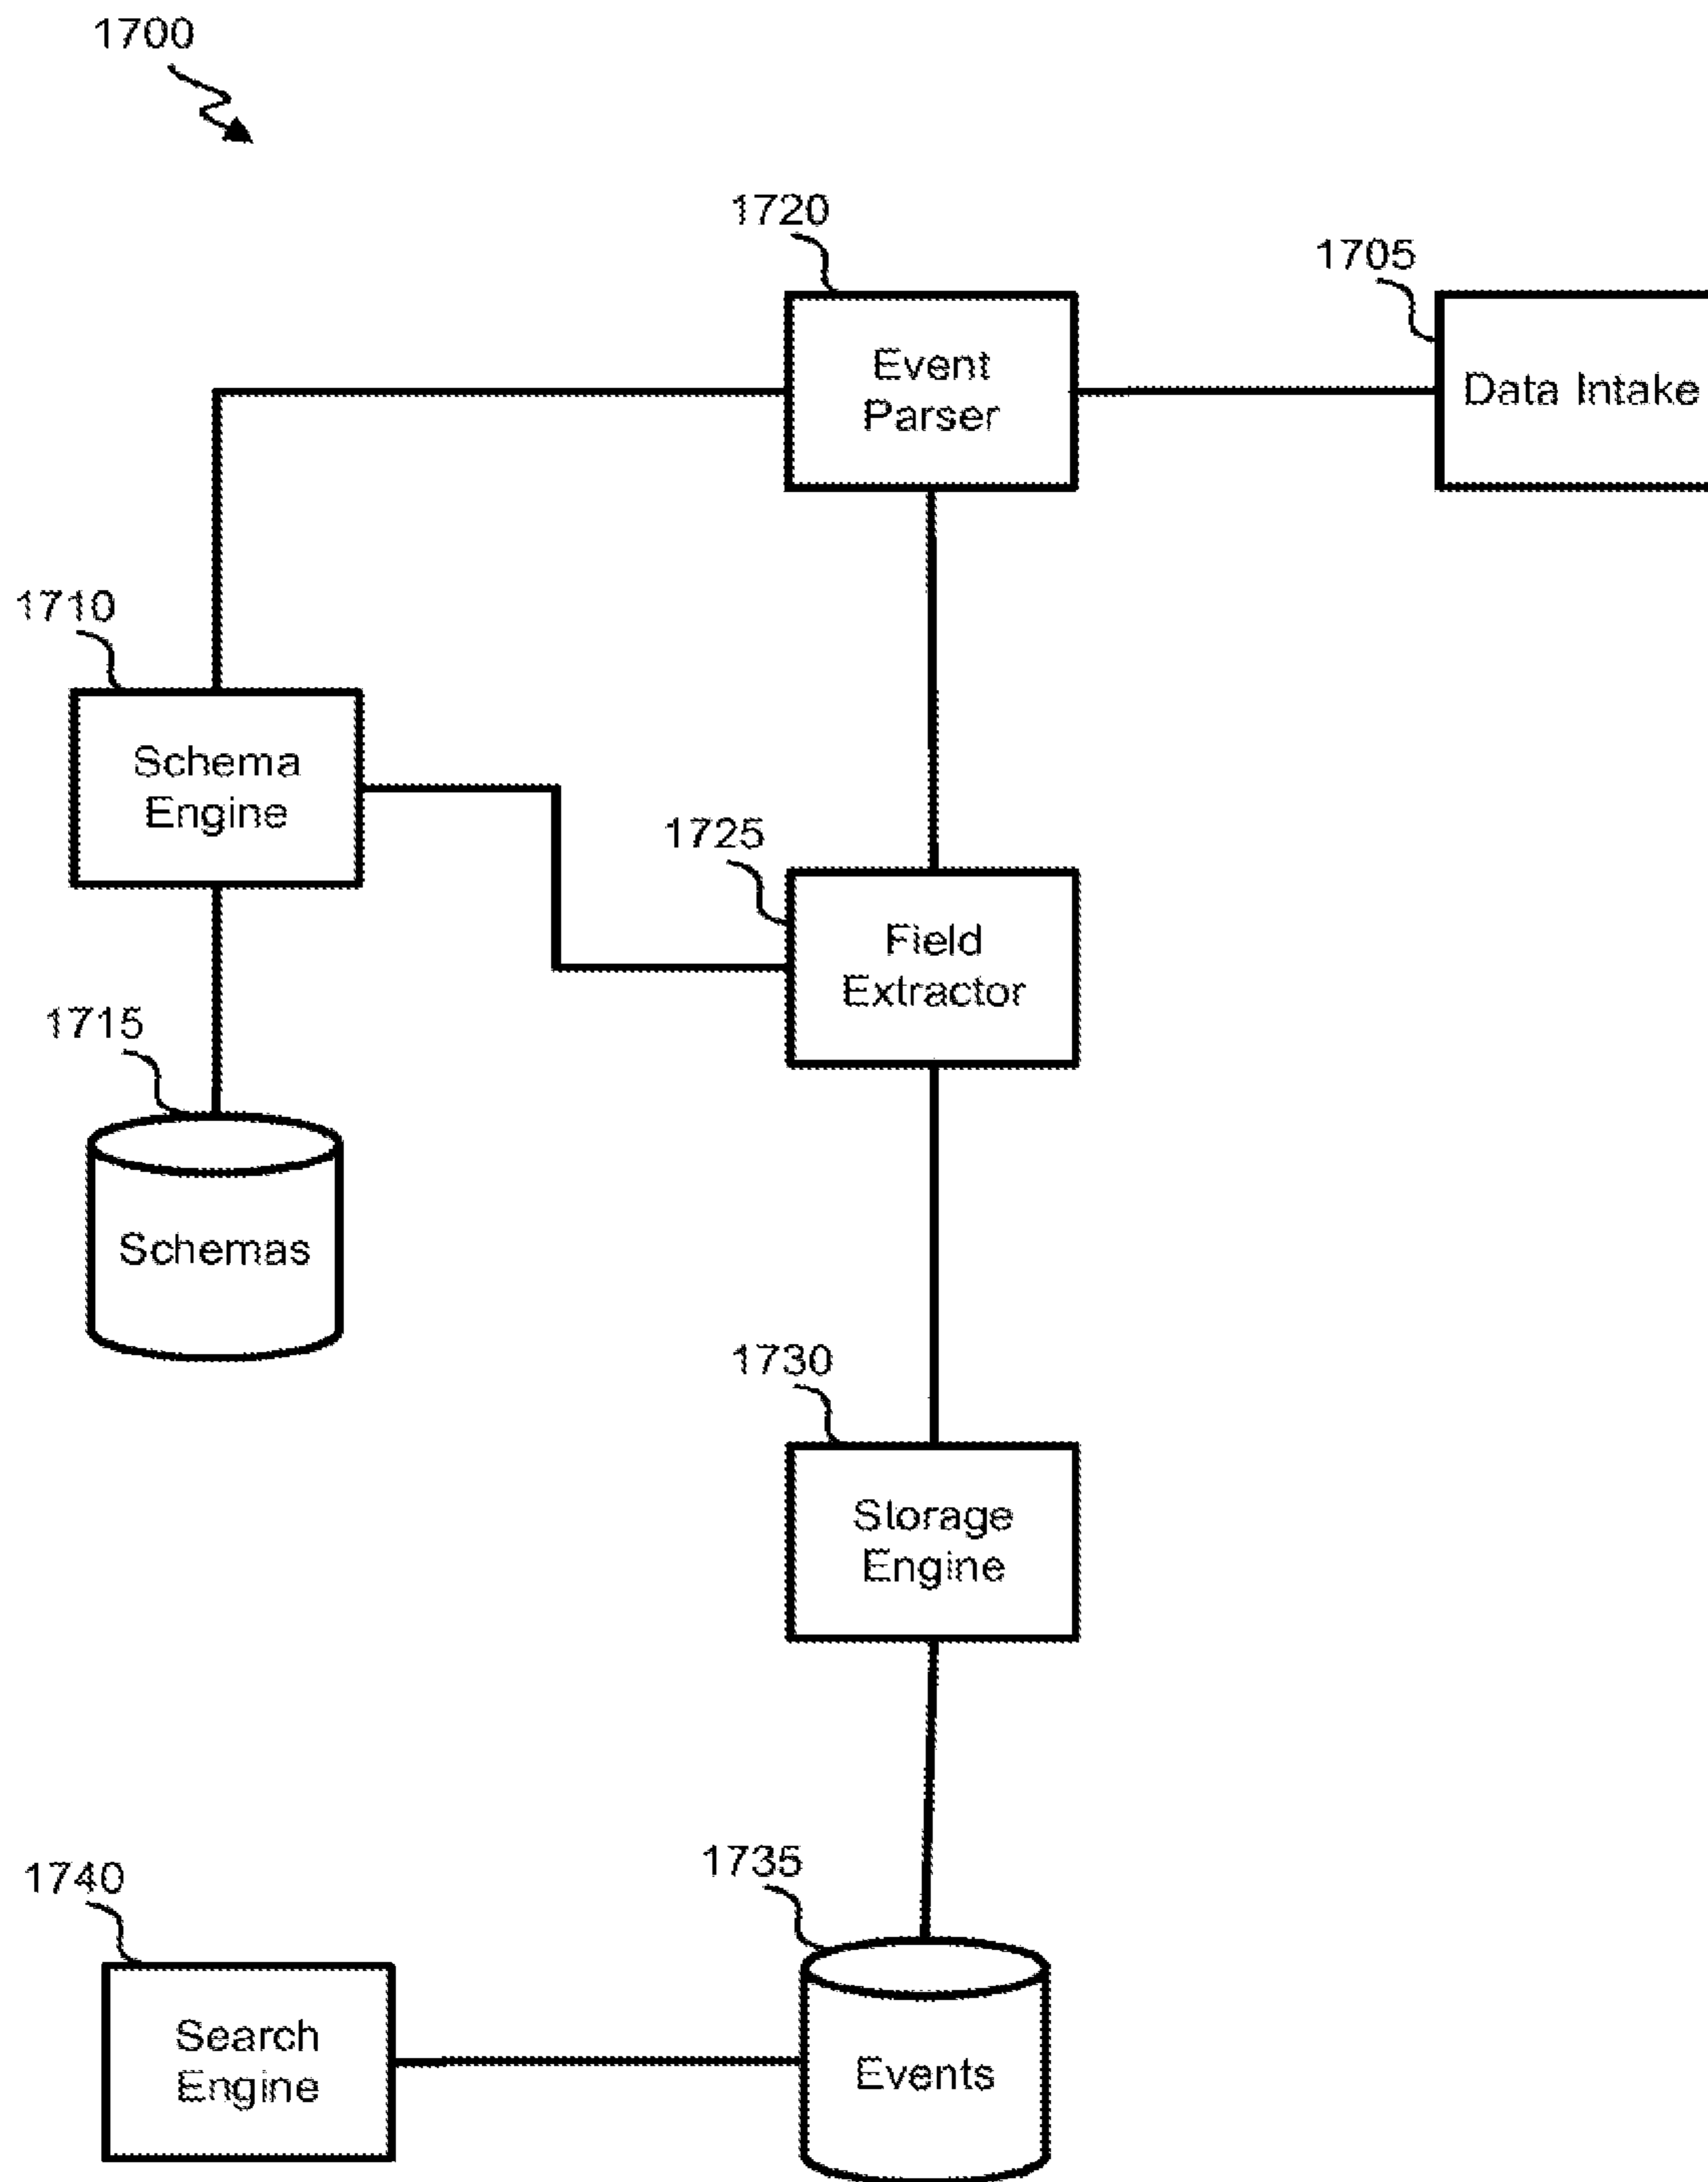 1700
1720
1705
Event
Parser
Data Intake
1710
Schema
Engine
1725
Field
Extractor
1715
Schemas
1730
Storage
Engine
1740
1735
Search
Engine
Events